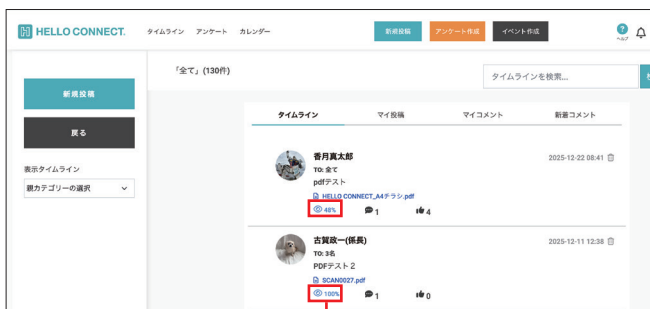 HELLO CONNECT.
タイムライン アンケート カレンダー
新規投稿 アンケート作成 イベント作成
ヘルプ
新規投稿
戻る
表示タイムライン
親カテゴリーの選択
「全て」(130件)
タイムラインを検索...
タイムライン マイ投稿 マイコメント 新着コメント
香月真太郎 2025-12-22 08:41
TO: 全て
pdfテスト
HELLO CONNECT_A4チラシ.pdf
48% 1 4
古賀政一(係長) 2025-12-11 12:38
TO: 3名
PDFテスト2
SCAN0027.pdf
100% 1 0